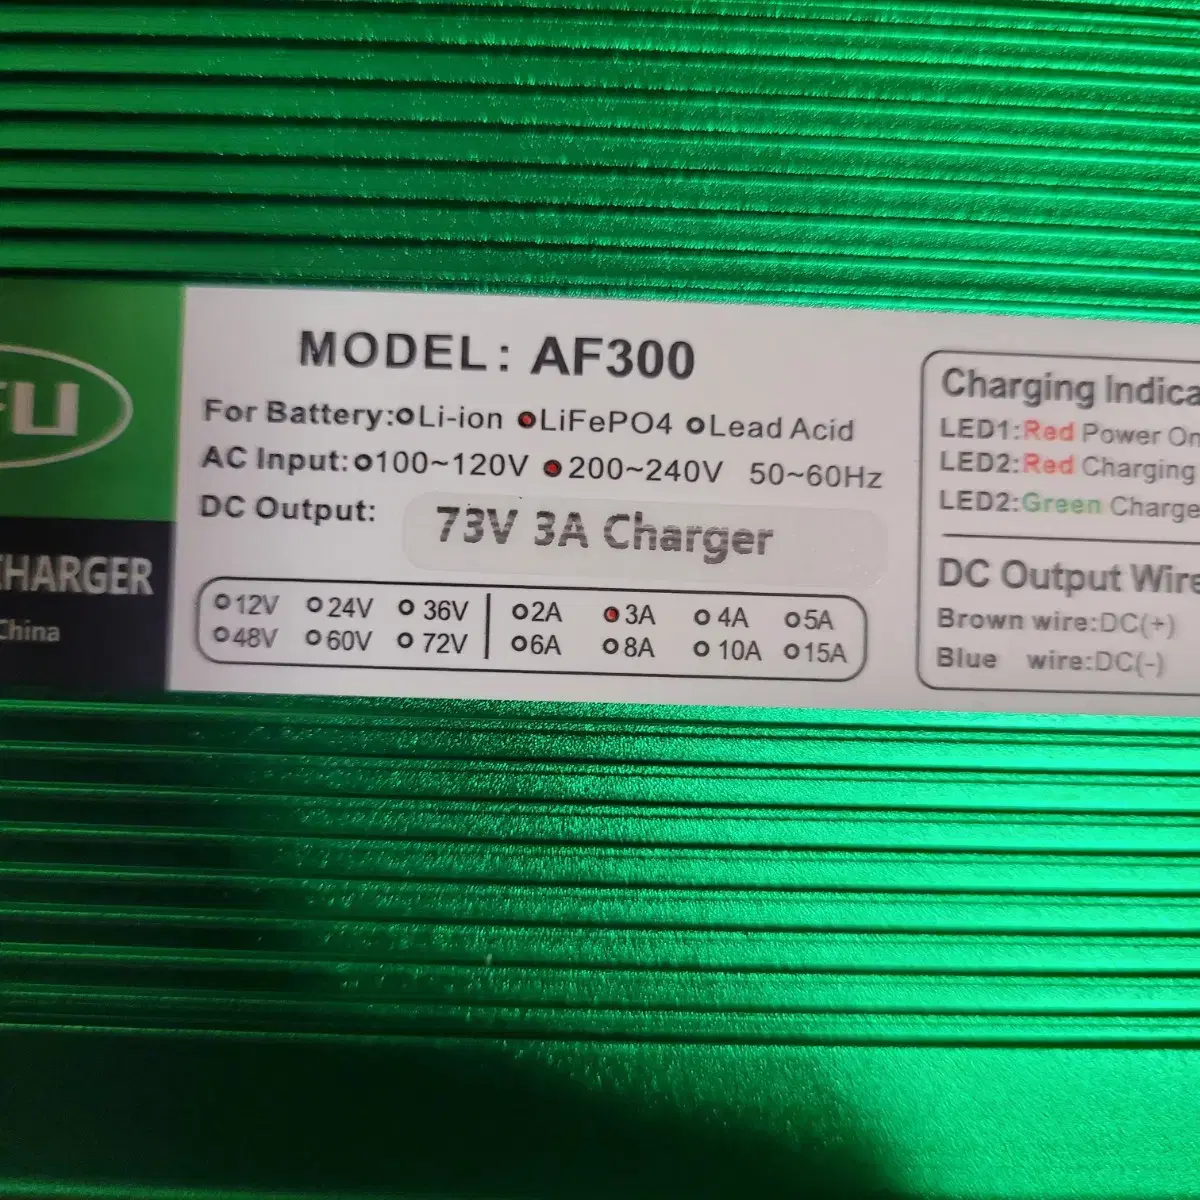 FU
CHARGER
China
MODEL: AF300
For Battery: Li-ion LiFePO4 Lead Acid
AC Input: 100~120V 200~240V 50~60Hz
DC Output: 73V 3A Charger
12V 24V 36V 2A 3A 4A 5A
48V 60V 72V 6A 8A 10A 15A
Charging Indica
LED1:Red Power On
LED2:Red Charging
LED2:Green Charge
DC Output Wire
Brown wire:DC(+)
Blue wire:DC(-)